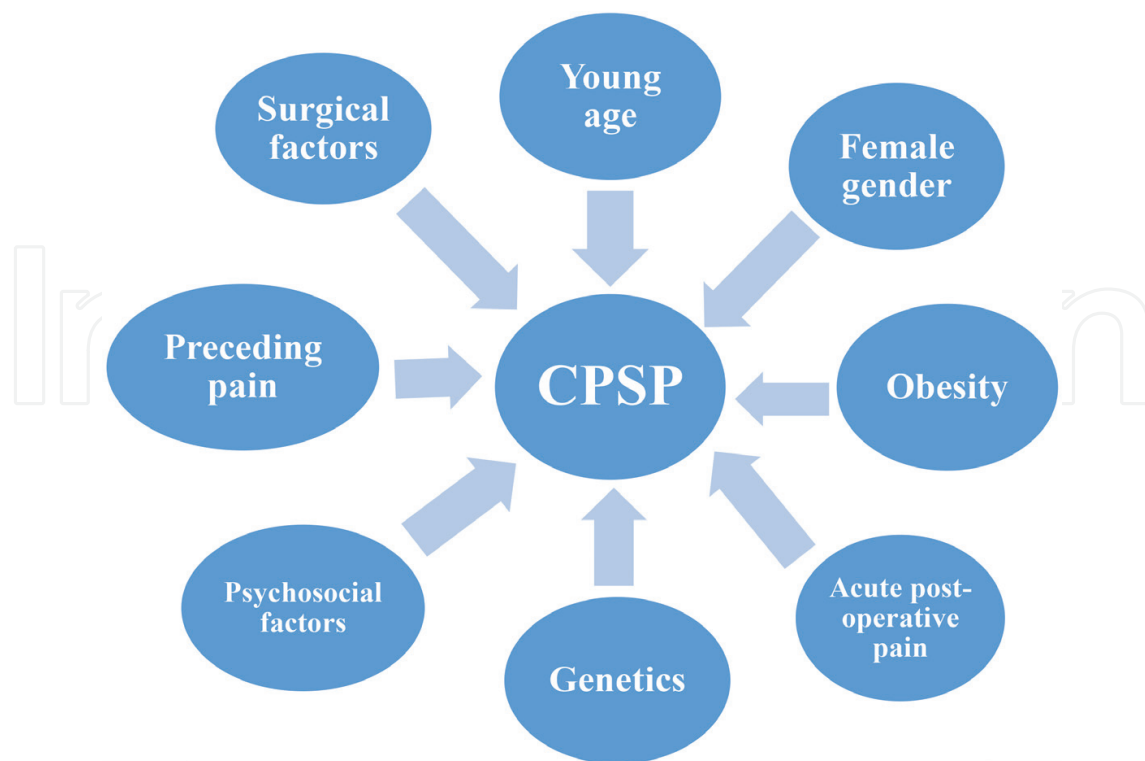 Young
age
Surgical
factors
Female
gender
Preceding
pain
CPSP
Obesity
Psychosocial
factors
Acute post-
operative
pain
Genetics